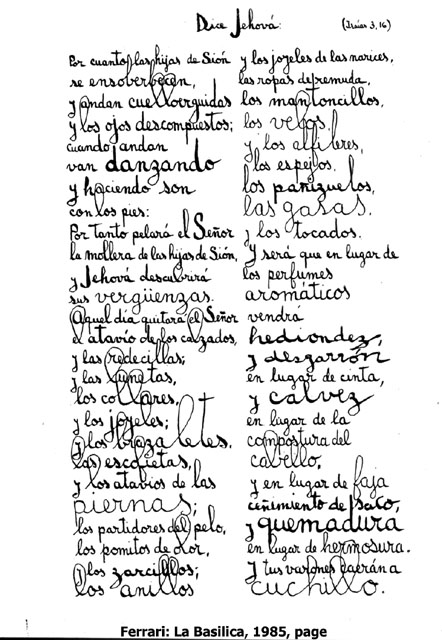 Dice Jehová: (Isaías 3,16)
Por cuanto las hijas de Sión
se ensoberbecen,
y andan cuelloerguidas
y los ojos descompuestos;
cuando andan
van danzando
y haciendo son
con los pies:
Por tanto pelará el Señor
la mollera de las hijas de Sión,
y Jehová descubrirá
sus vergüenzas.
Aquel día quitará el Señor
el atavío de los calzados,
y las redecillas;
y las lunetas,
los collares,
y los joyeles;
y los brazaletes.
las escofietas,
y los atavios de las
piernas;
los partidores del pelo,
los pomitos de olor,
y los zarcillos;
los anillos
y los joyeles de las narices,
las ropas de remuda,
los mantoncillos,
los velos.
y los alfileres,
los espejos.
los pañizuelos,
las gasas.
y los tocados.
Y será que en lugar de
los perfumes
aromáticos
vendrá
hediondez,
y desgarrón
en lugar de cinta,
y calvez
en lugar de la
compostura del
cabello,
y en lugar de faja
ceñimiento de saco,
y quemadura
en lugar de hermosura.
Y tus varones caerán a
cuchillo.
Ferrari: La Basilica, 1985, page